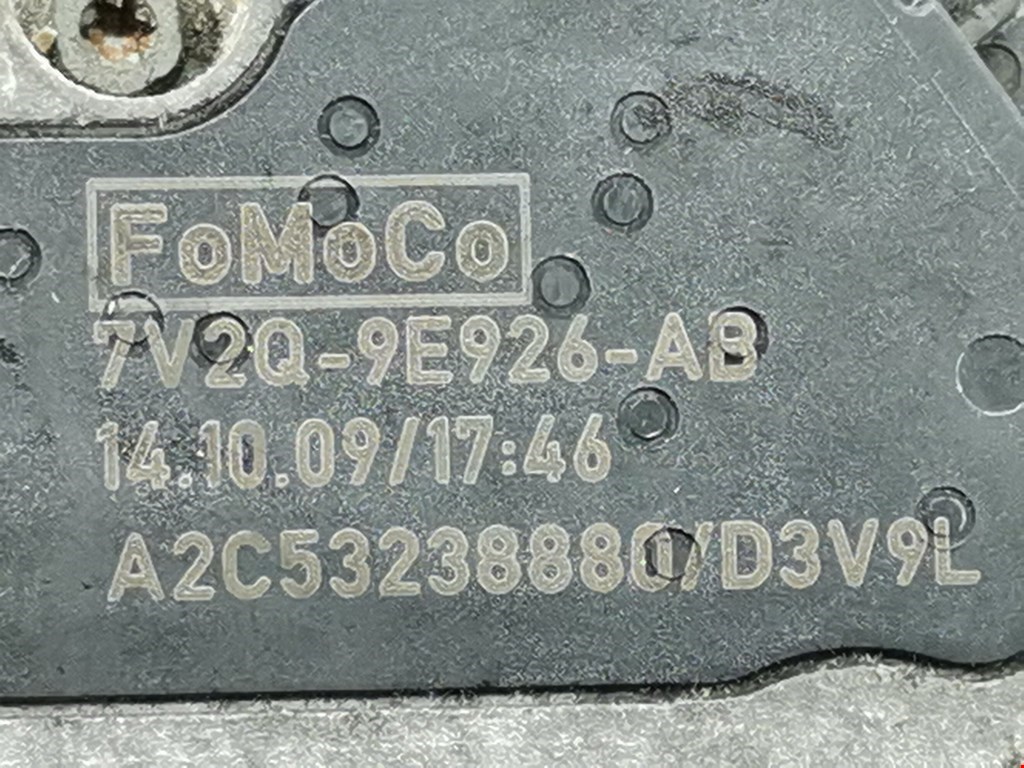 FoMoCo
7V2Q-9E926-AB
14.10.09/17:46
A2C53238880/D3V9L